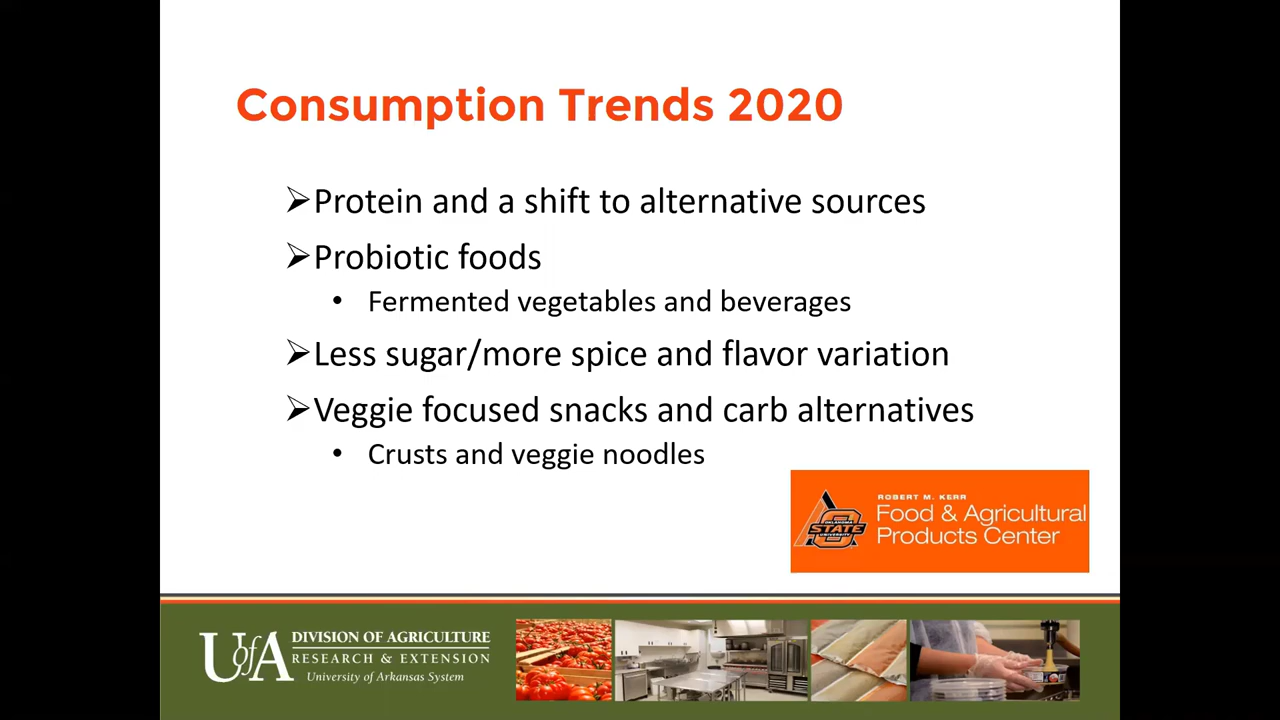 Consumption Trends 2020
➢Protein and a shift to alternative sources
➢Probiotic foods
• Fermented vegetables and beverages
➢Less sugar/more spice and flavor variation
➢Veggie focused snacks and carb alternatives
• Crusts and veggie noodles
ROBERT M. KERR
Food & Agricultural
Products Center
OKLAHOMA
STATE
UNIVERSITY
UofA
DIVISION OF AGRICULTURE
RESEARCH & EXTENSION
University of Arkansas System